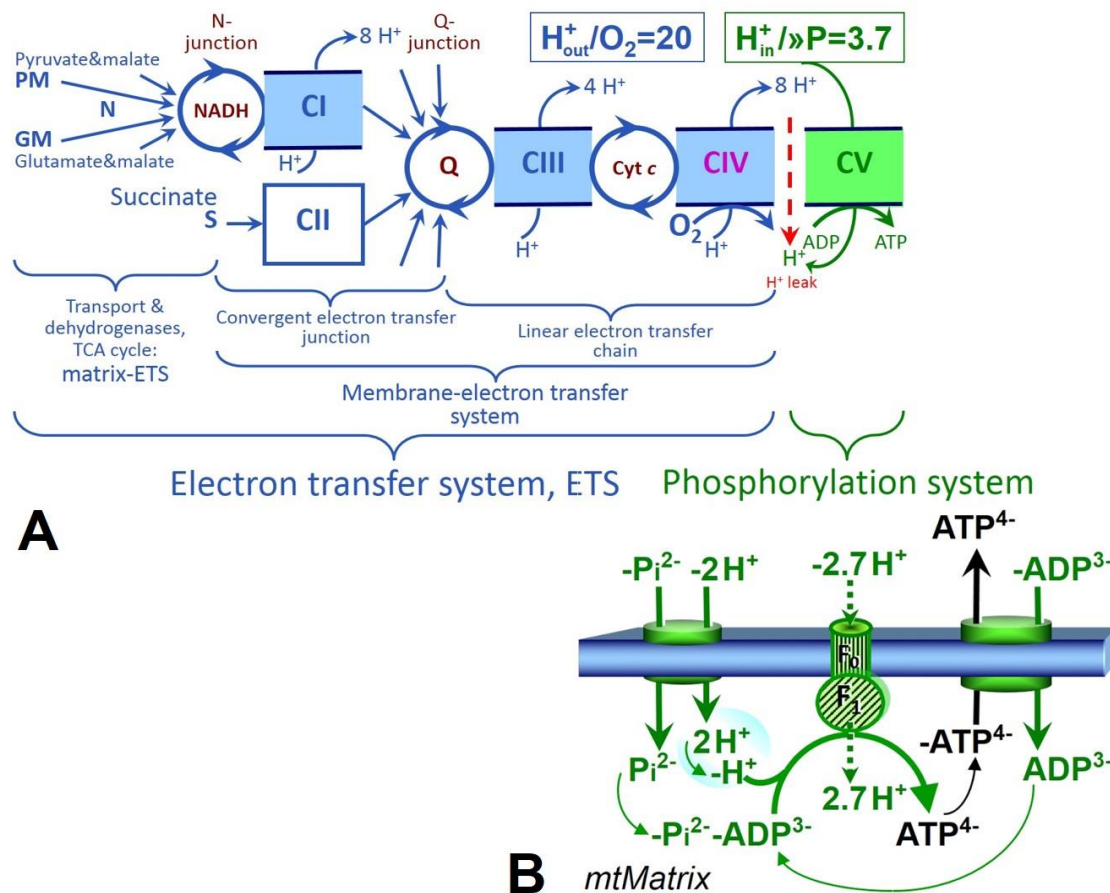 N-
junction
8 H⁺
Q-
junction
H⁺out/O₂=20
H⁺in/»P=3.7
Pyruvate&malate
PM
N
GM
Glutamate&malate
NADH
CI
H⁺
4 H⁺
8 H⁺
Q
CIII
Cyt c
CIV
CV
Succinate
S
CII
H⁺
O₂
H⁺
ADP
ATP
H⁺
H⁺ leak
Transport &
dehydrogenases,
TCA cycle:
matrix-ETS
Convergent electron transfer
junction
Linear electron transfer
chain
Membrane-electron transfer
system
Electron transfer system, ETS
Phosphorylation system
A
-Pi²⁻
-2H⁺
-2.7H⁺
ATP⁴⁻
-ADP³⁻
F₀
F₁
2H⁺
-H⁺
Pi²⁻
2.7H⁺
-ATP⁴⁻
ADP³⁻
-Pi²⁻-ADP³⁻
ATP⁴⁻
B
mtMatrix